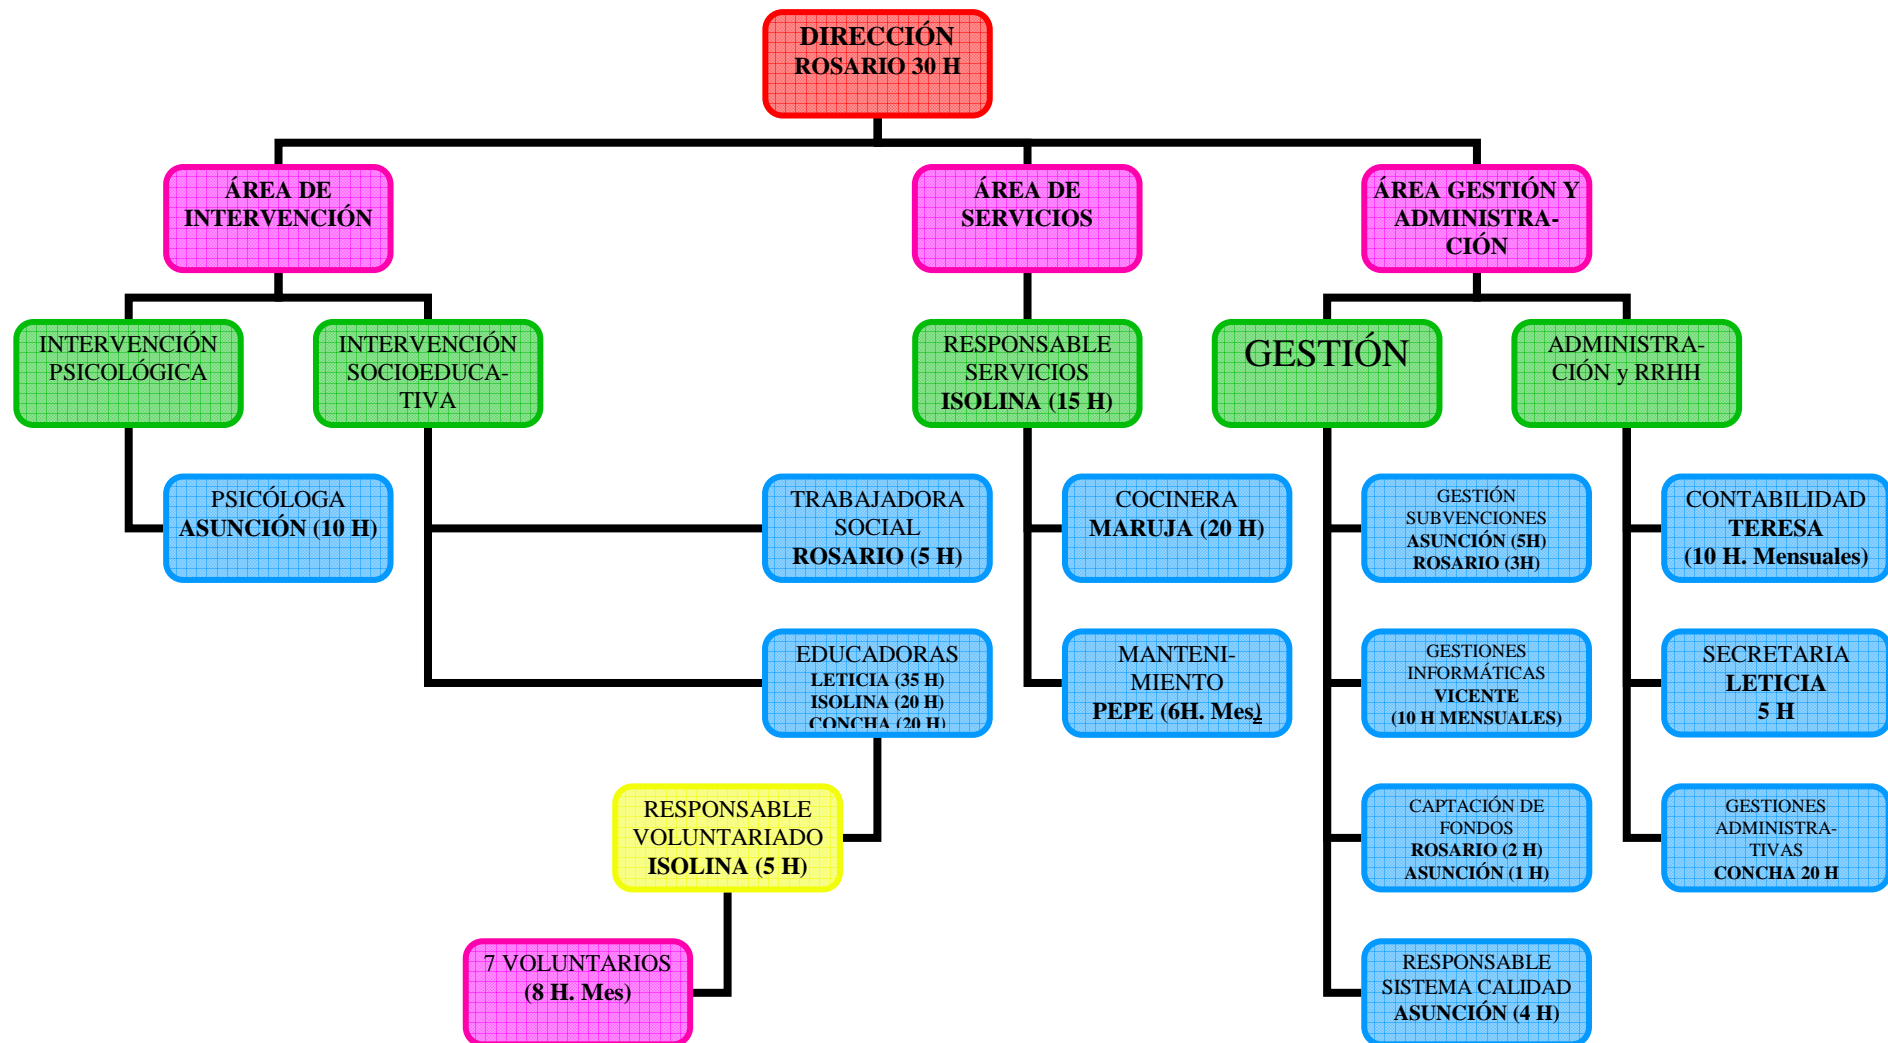 DIRECCIÓN
ROSARIO 30 H
ÁREA DE
INTERVENCIÓN
ÁREA DE
SERVICIOS
ÁREA GESTIÓN Y
ADMINISTRA-
CIÓN
INTERVENCIÓN
PSICOLÓGICA
INTERVENCIÓN
SOCIOEDUCA-
TIVA
RESPONSABLE
SERVICIOS
ISOLINA (15 H)
GESTIÓN
ADMINISTRA-
CIÓN y RRHH
PSICÓLOGA
ASUNCIÓN (10 H)
TRABAJADORA
SOCIAL
ROSARIO (5 H)
COCINERA
MARUJA (20 H)
GESTIÓN
SUBVENCIONES
ASUNCIÓN (5H)
ROSARIO (3H)
CONTABILIDAD
TERESA
(10 H. Mensuales)
EDUCADORAS
LETICIA (35 H)
ISOLINA (20 H)
CONCHA (20 H)
MANTENI-
MIENTO
PEPE (6H. Mes)
GESTIONES
INFORMÁTICAS
VICENTE
(10 H MENSUALES)
SECRETARIA
LETICIA
5 H
RESPONSABLE
VOLUNTARIADO
ISOLINA (5 H)
CAPTACIÓN DE
FONDOS
ROSARIO (2 H)
ASUNCIÓN (1 H)
GESTIONES
ADMINISTRA-
TIVAS
CONCHA 20 H
7 VOLUNTARIOS
(8 H. Mes)
RESPONSABLE
SISTEMA CALIDAD
ASUNCIÓN (4 H)